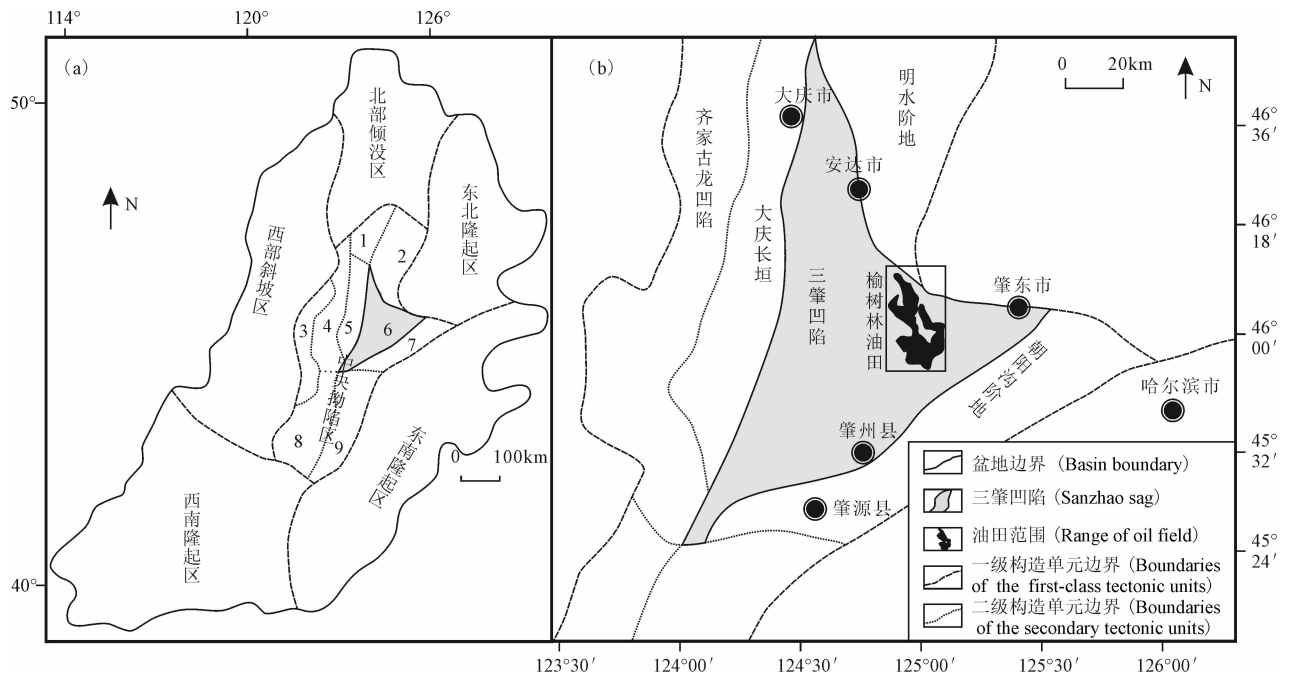 114°
120°
126°
50°
40°
(a)
N
北部倾没区
东北隆起区
西部斜坡区
1
2
3
4
5
6
7
中央拗陷区
8
9
东南隆起区
西南隆起区
0 100km
(b)
0 20km
N
大庆市
明水阶地
齐家古龙凹陷
安达市
大庆长垣
三肇凹陷
榆树林油田
肇东市
朝阳沟阶地
哈尔滨市
肇州县
肇源县
46°
36′
46°
18′
46°
00′
45°
32′
45°
24′
盆地边界 (Basin boundary)
三肇凹陷 (Sanzhao sag)
油田范围 (Range of oil field)
一级构造单元边界 (Boundaries
of the first-class tectonic units)
二级构造单元边界 (Boundaries
of the secondary tectonic units)
123°30′
124°00′
124°30′
125°00′
125°30′
126°00′